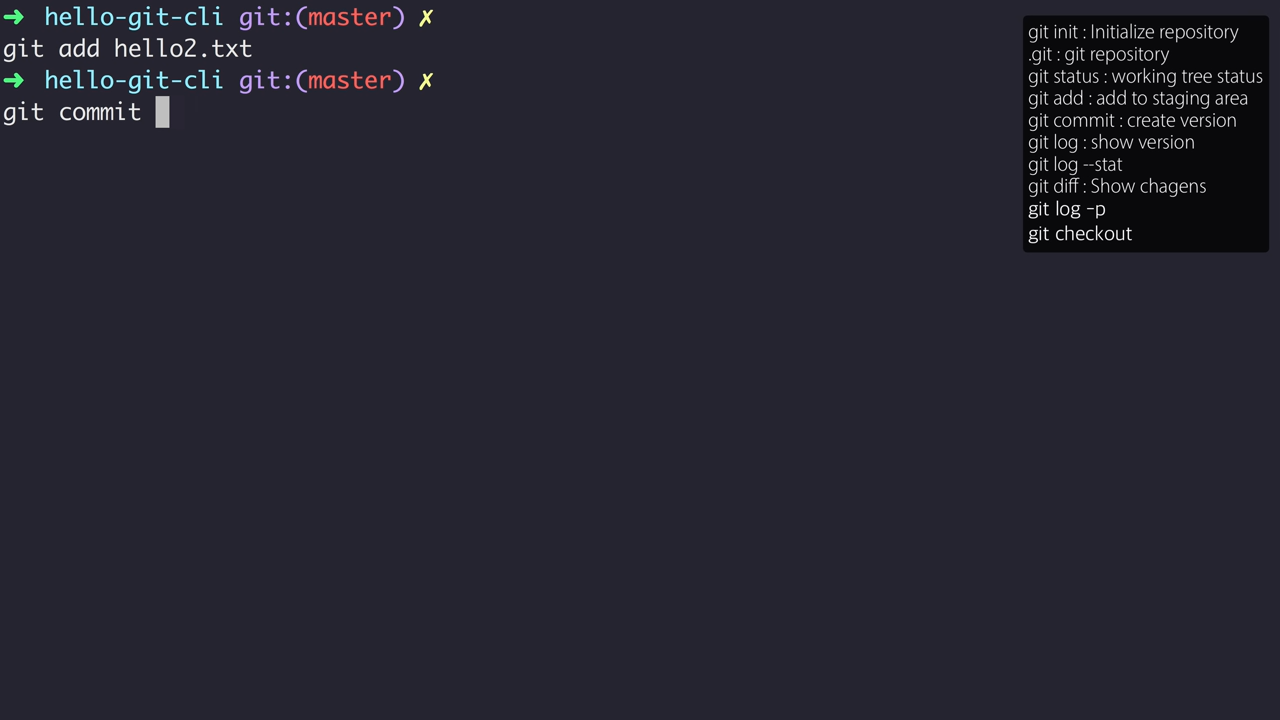 ➜ hello-git-cli git:(master) ✗
git add hello2.txt
➜ hello-git-cli git:(master) ✗
git commit
git init : Initialize repository
.git : git repository
git status : working tree status
git add : add to staging area
git commit : create version
git log : show version
git log --stat
git diff : Show chagens
git log -p
git checkout